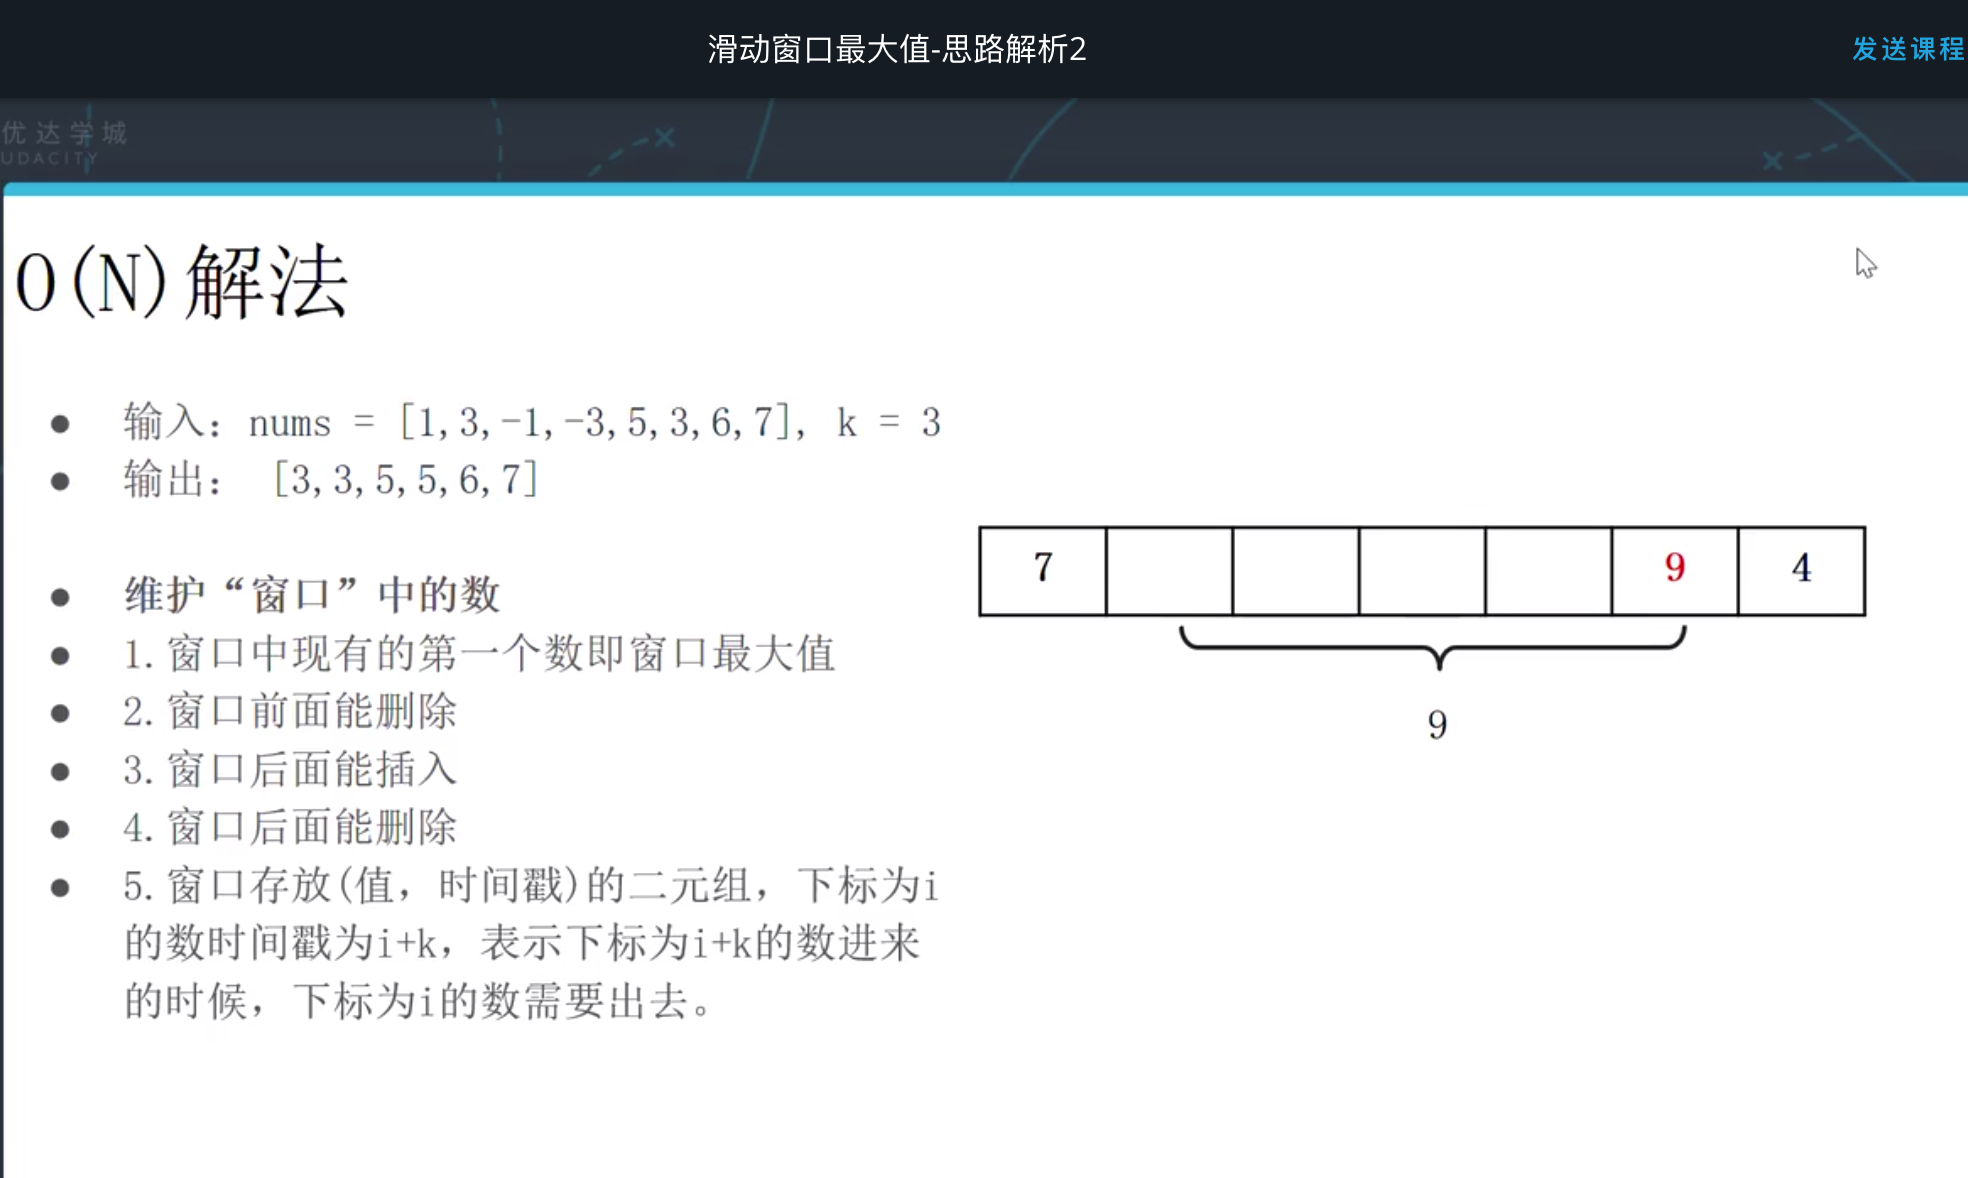 滑动窗口最大值-思路解析2
发送课程
优达学城
UDACITY
O(N)解法
输入：nums = [1,3,-1,-3,5,3,6,7], k = 3
输出： [3,3,5,5,6,7]
维护“窗口”中的数
1.窗口中现有的第一个数即窗口最大值
2.窗口前面能删除
3.窗口后面能插入
4.窗口后面能删除
5.窗口存放(值，时间戳)的二元组，下标为i
的数时间戳为i+k，表示下标为i+k的数进来
的时候，下标为i的数需要出去。
7 9 4
9